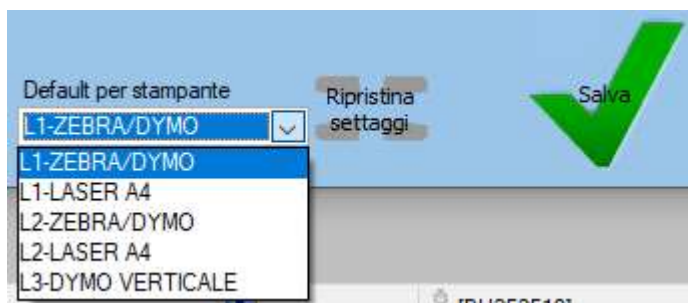 Default per stampante
Ripristina
settaggi
Salva
L1-ZEBRA/DYMO
L1-ZEBRA/DYMO
L1-LASER A4
L2-ZEBRA/DYMO
L2-LASER A4
L3-DYMO VERTICALE